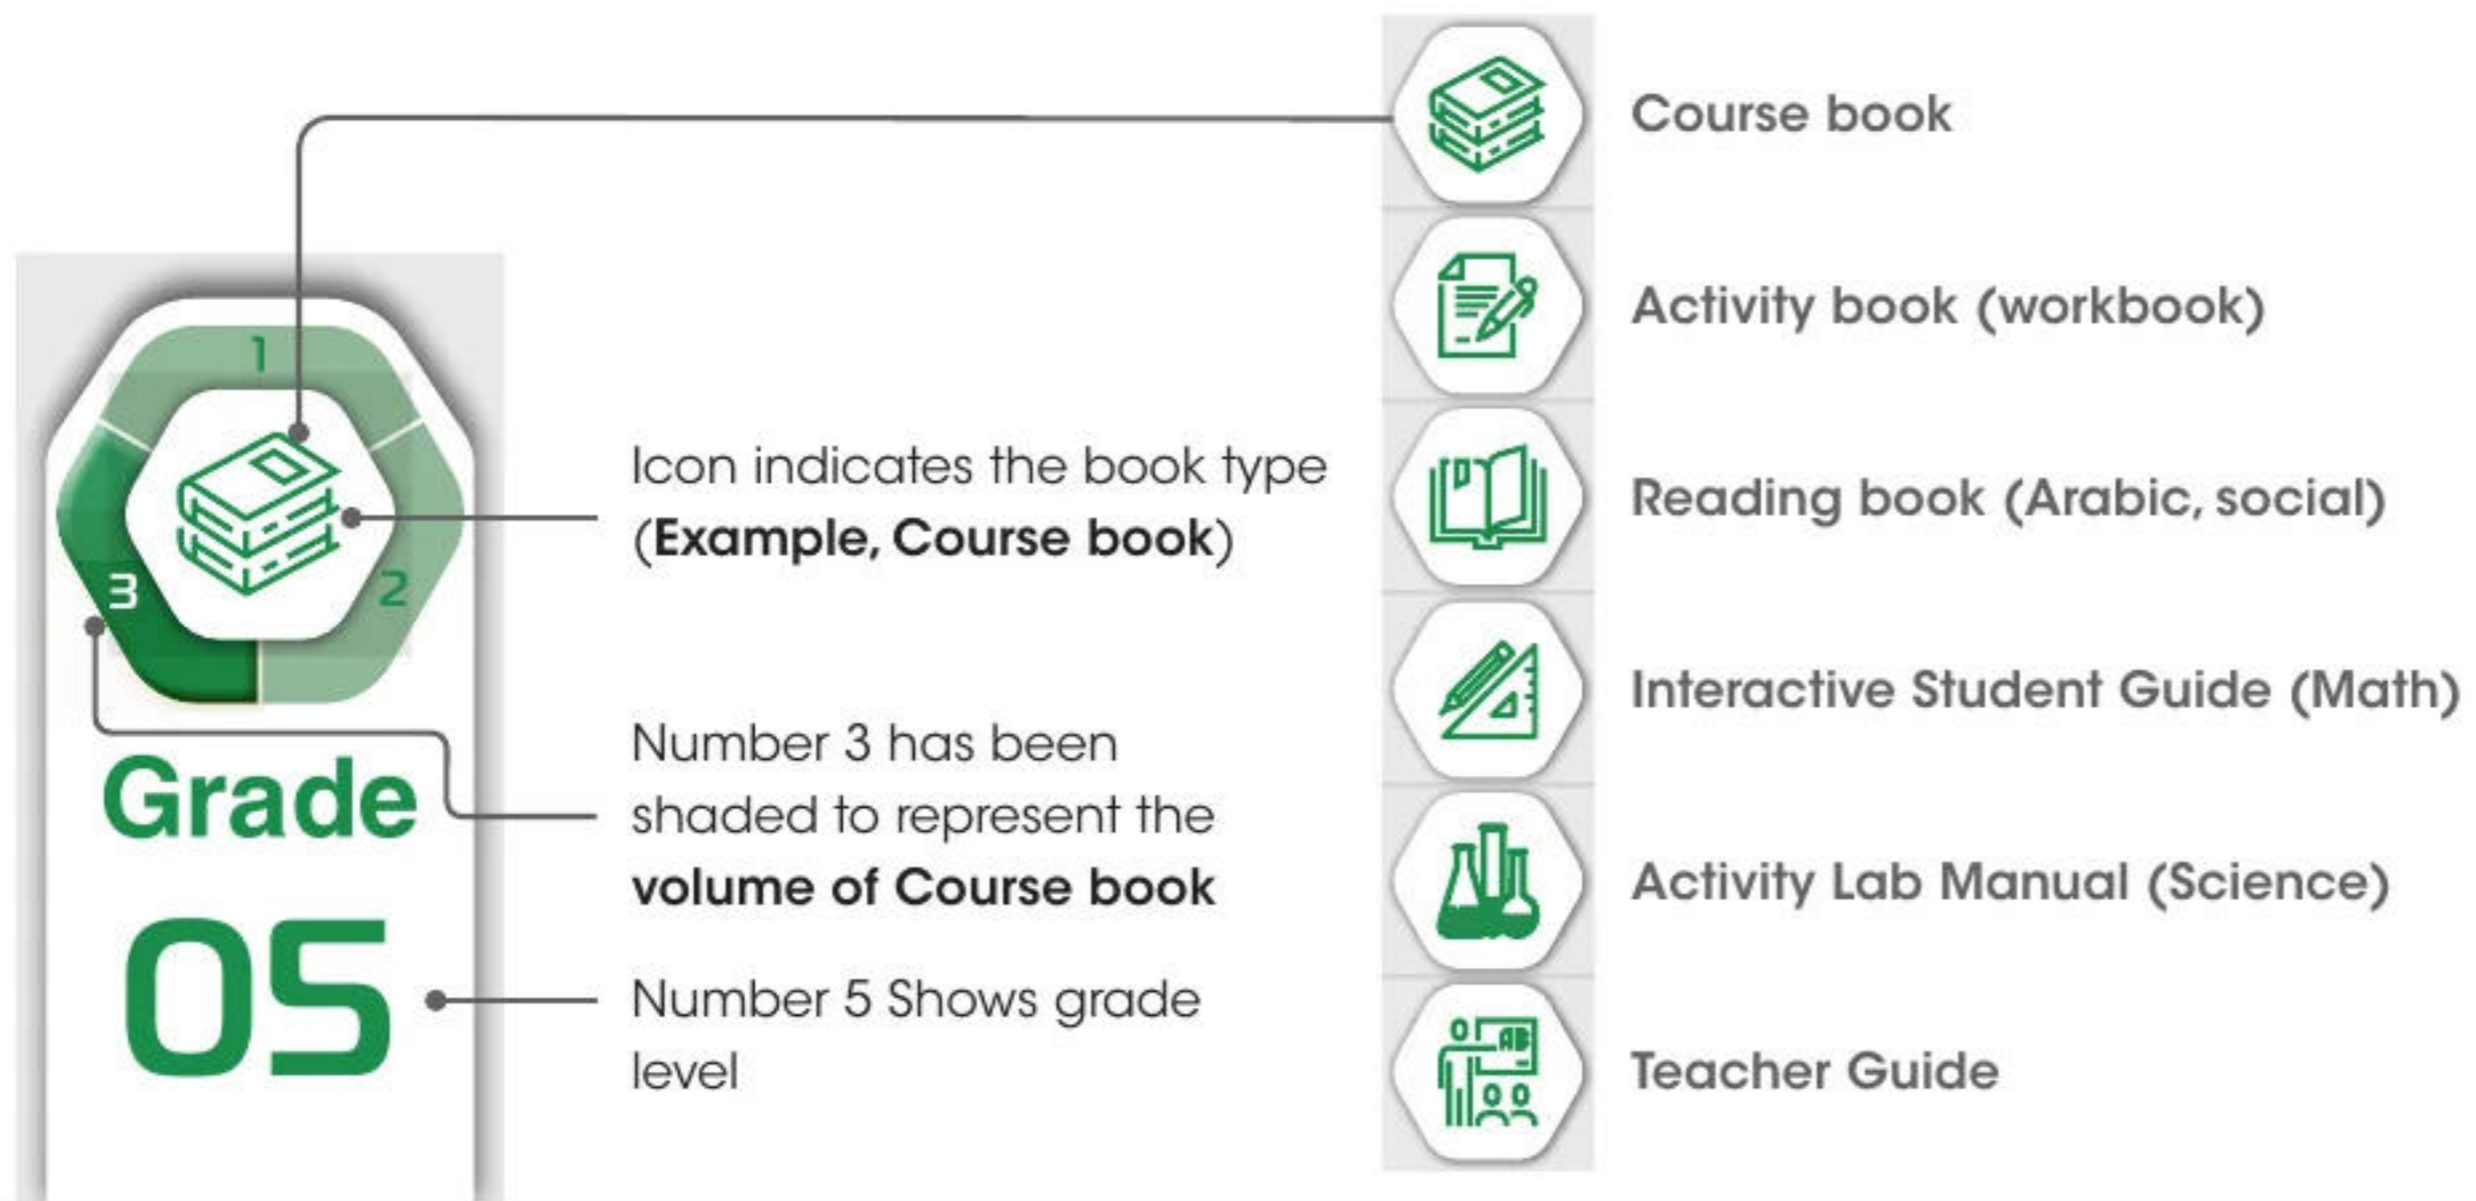 1
3
2
Grade
05
Icon indicates the book type
(Example, Course book)
Number 3 has been
shaded to represent the
volume of Course book
Number 5 Shows grade
level
Course book
Activity book (workbook)
Reading book (Arabic, social)
Interactive Student Guide (Math)
Activity Lab Manual (Science)
AB
Teacher Guide